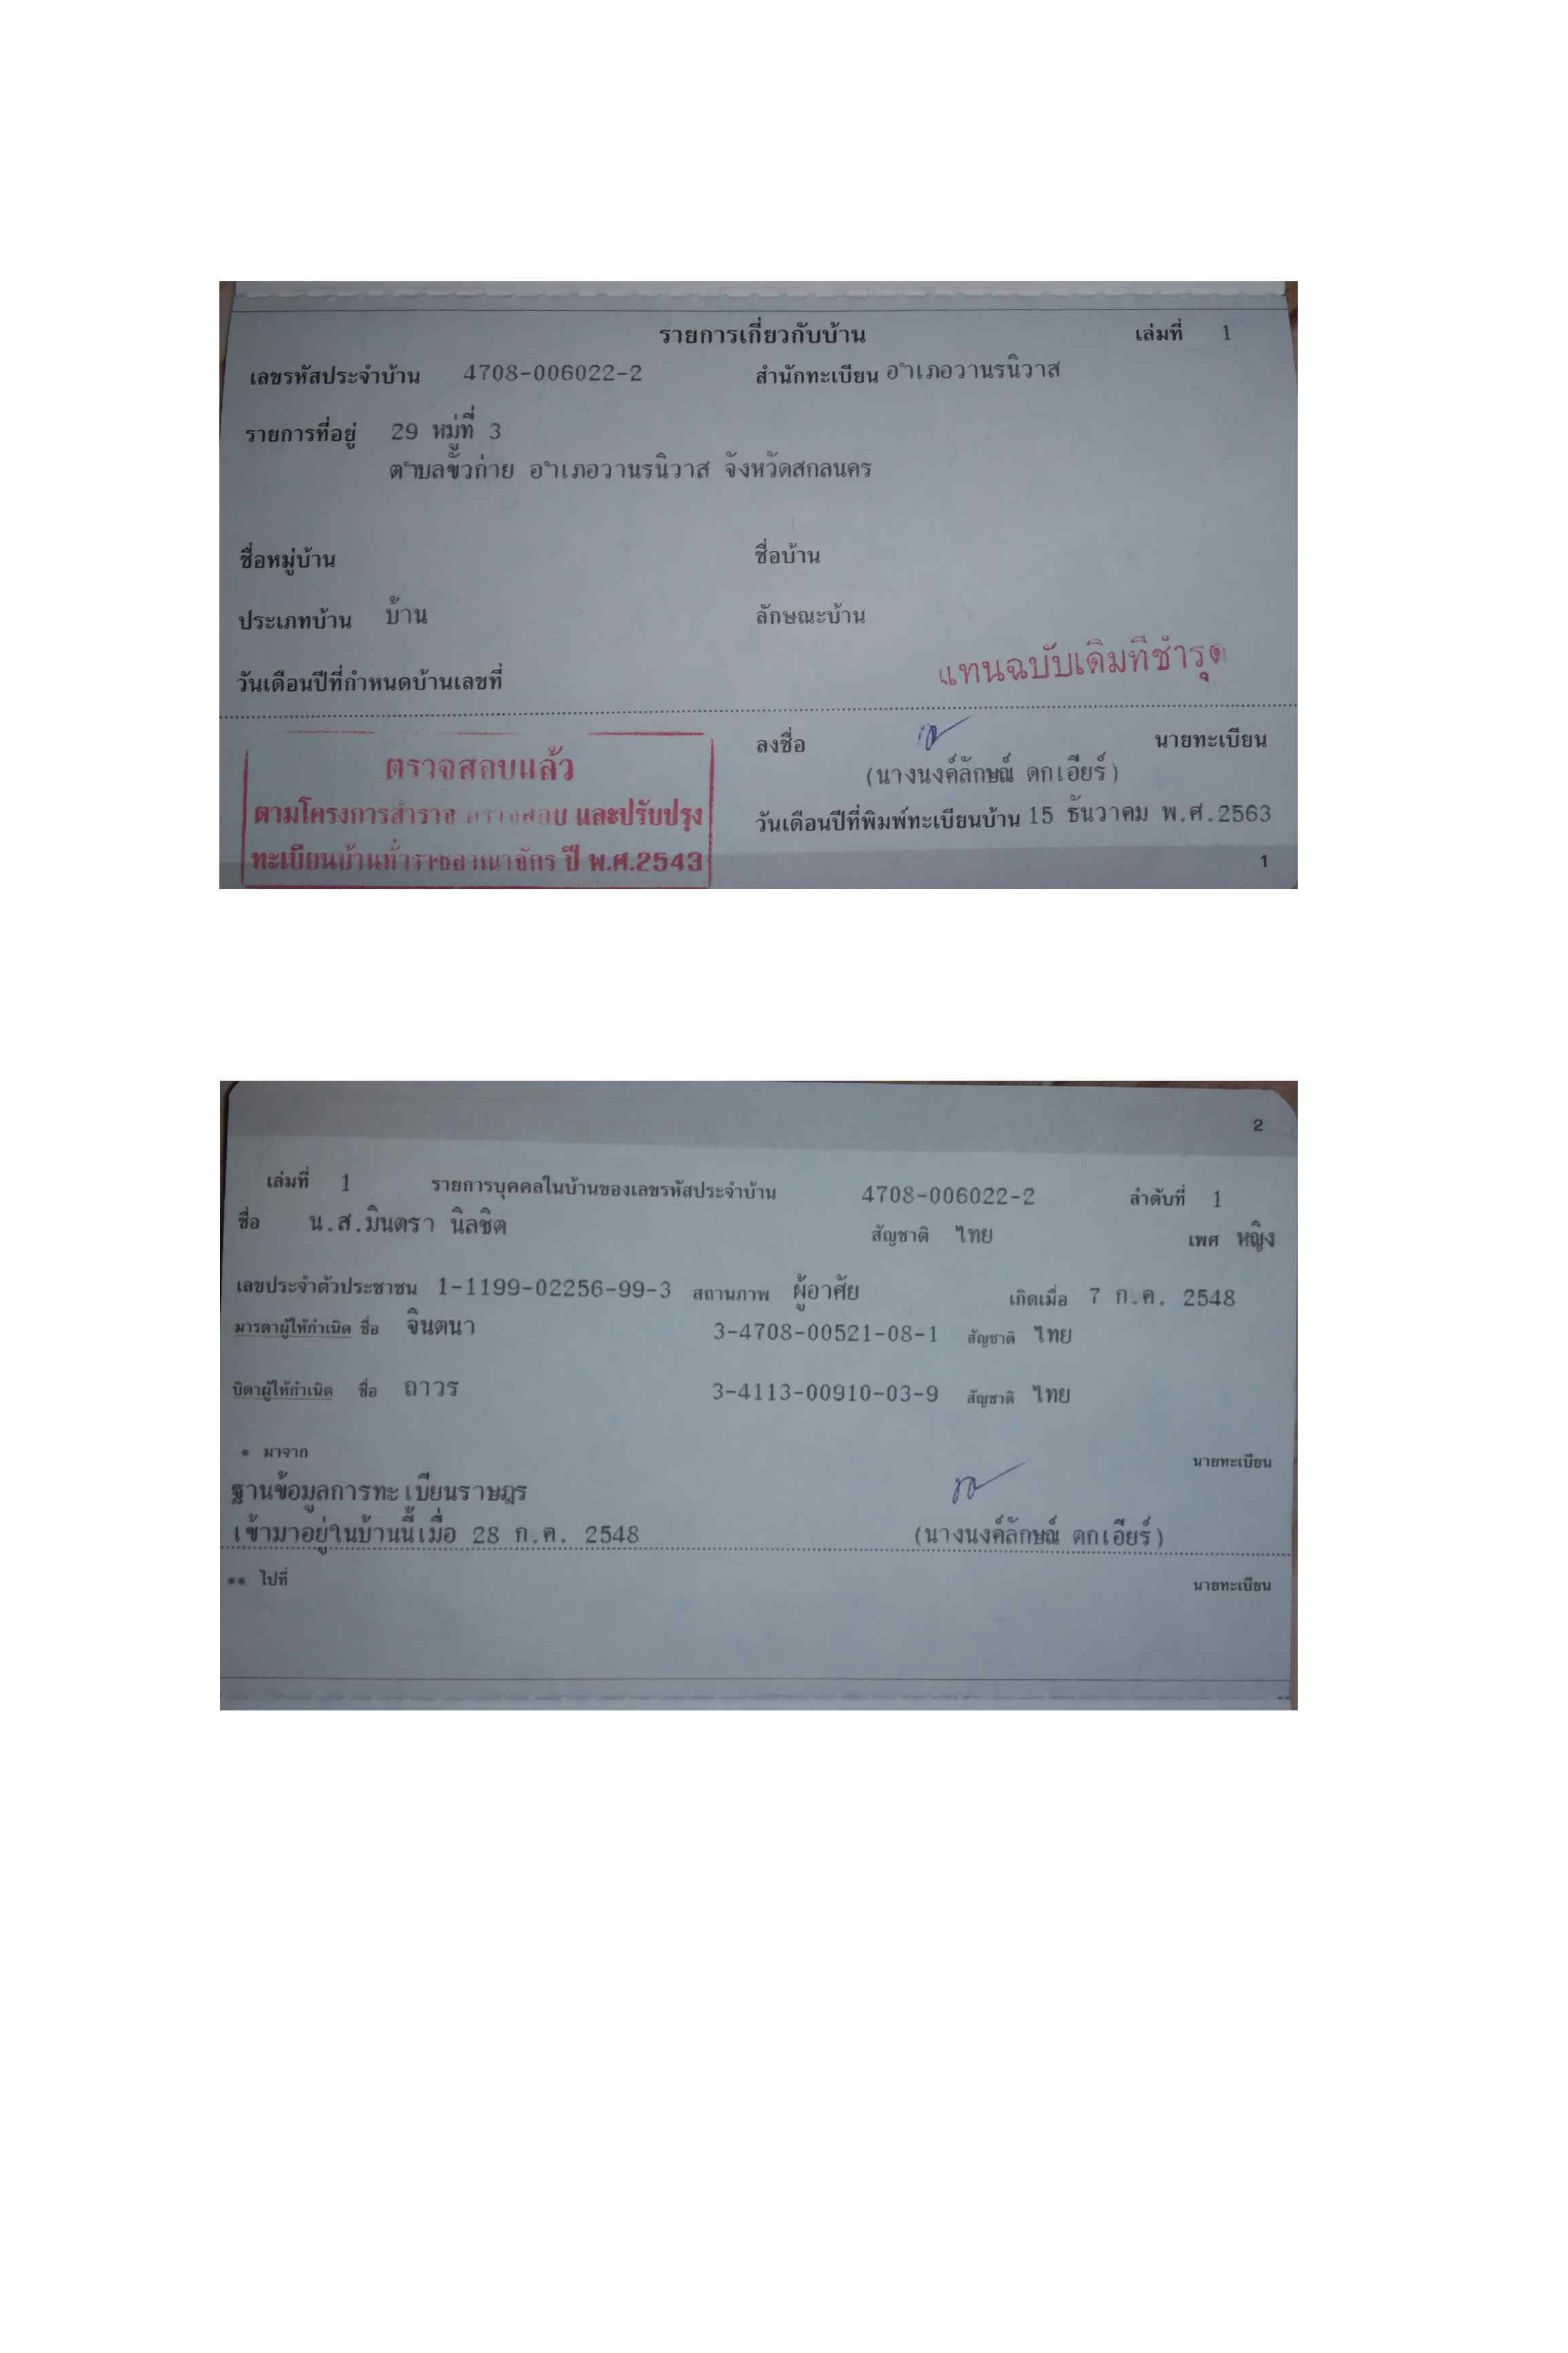 รายการเกี่ยวกับบ้าน เล่มที่ 1
เลขรหัสประจำบ้าน 4708-006022-2 สำนักทะเบียน อำเภอวานรนิวาส
รายการที่อยู่ 29 หมู่ที่ 3
ตำบลขัวก่าย อำเภอวานรนิวาส จังหวัดสกลนคร
ชื่อหมู่บ้าน ชื่อบ้าน
ประเภทบ้าน บ้าน ลักษณะบ้าน
แทนฉบับเดิมที่ชำรุด
วันเดือนปีที่กำหนดบ้านเลขที่
ลงชื่อ นายทะเบียน
(นางนงค์ลักษณ์ ดกเอียร์)
วันเดือนปีที่พิมพ์ทะเบียนบ้าน 15 ธันวาคม พ.ศ.2563
ตรวจสอบแล้ว
ตามโครงการสำรวจ ตรวจสอบ และปรับปรุง
ทะเบียนบ้านทั่วราชอาณาจักร ปี พ.ศ.2543
1
2
เล่มที่ 1 รายการบุคคลในบ้านของเลขรหัสประจำบ้าน 4708-006022-2 ลำดับที่ 1
ชื่อ น.ส.มินตรา นิลชิต สัญชาติ ไทย เพศ หญิง
เลขประจำตัวประชาชน 1-1199-02256-99-3 สถานภาพ ผู้อาศัย เกิดเมื่อ 7 ก.ค. 2548
มารดาผู้ให้กำเนิด ชื่อ จินตนา 3-4708-00521-08-1 สัญชาติ ไทย
บิดาผู้ให้กำเนิด ชื่อ ถาวร 3-4113-00910-03-9 สัญชาติ ไทย
* มาจาก นายทะเบียน
ฐานข้อมูลการทะเบียนราษฎร
เข้ามาอยู่ในบ้านนี้เมื่อ 28 ก.ค. 2548 (นางนงค์ลักษณ์ ดกเอียร์)
** ไปที่ นายทะเบียน